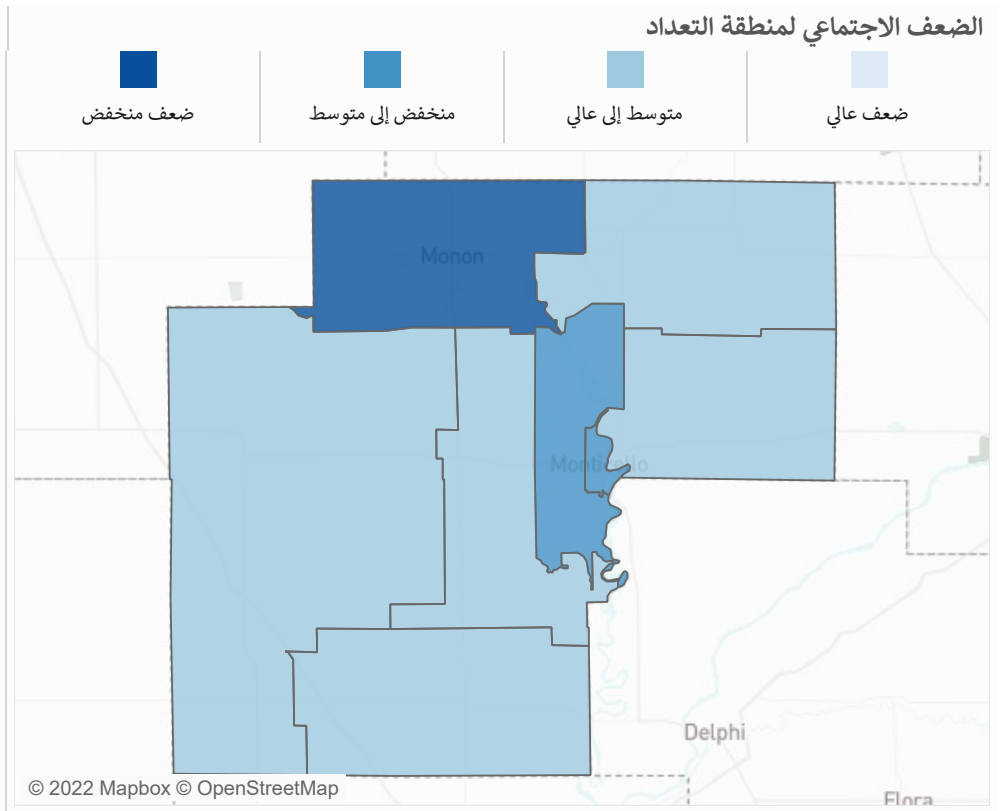 الضعف الاجتماعي لمنطقة التعداد
ضعف عالي
متوسط إلى عالي
منخفض إلى متوسط
ضعف منخفض
Monon
Monticello
Delphi
Flora
© 2022 Mapbox © OpenStreetMap